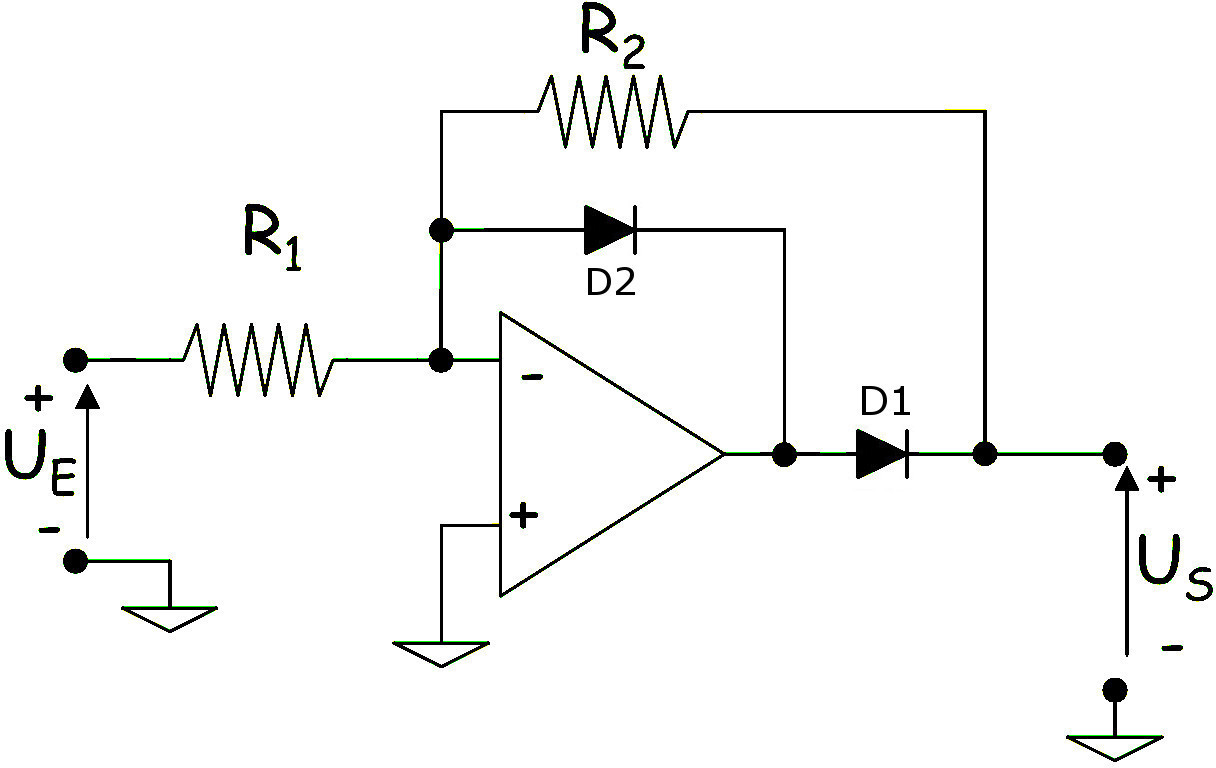 R2
R1
D2
-
D1
+
UE
-
+
+
US
-